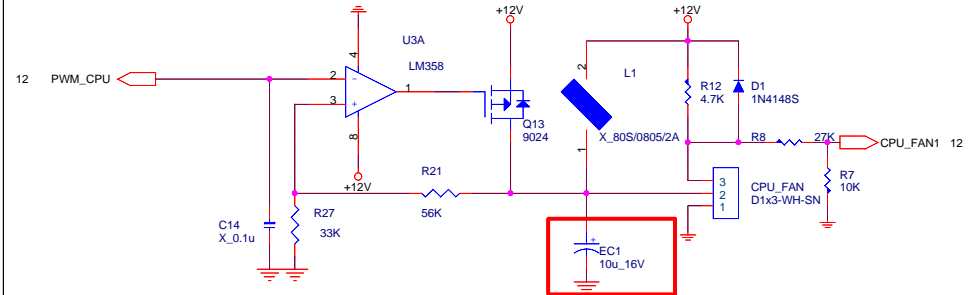 +12V
+12V
U3A
LM358
4
2
L1
12 PWM_CPU
2
-
1
R12
4.7K
D1
1N4148S
3
+
Q13
9024
8
X_80S/0805/2A
1
R8
27K
CPU_FAN1 12
+12V
R21
56K
3
2
1
CPU_FAN
D1x3-WH-SN
R7
10K
C14
X_0.1u
R27
33K
+
EC1
10u_16V